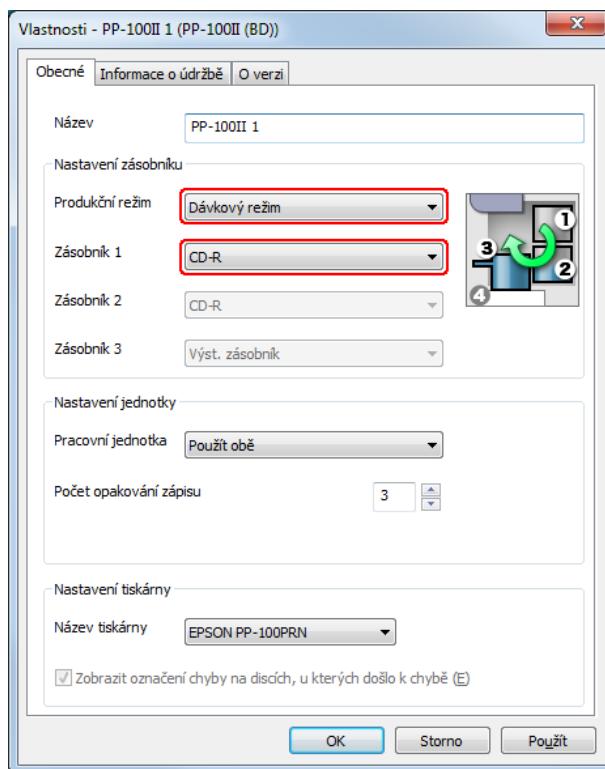 Vlastnosti - PP-100II 1 (PP-100II (BD))
Obecné Informace o údržbě O verzi
Název PP-100II 1
Nastavení zásobníku
Produkční režim Dávkový režim
Zásobník 1 CD-R
Zásobník 2 CD-R
Zásobník 3 Výst. zásobník
1
2
3
4
Nastavení jednotky
Pracovní jednotka Použít obě
Počet opakování zápisu 3
Nastavení tiskárny
Název tiskárny EPSON PP-100PRN
Zobrazit označení chyby na discích, u kterých došlo k chybě (E)
OK Storno Použít